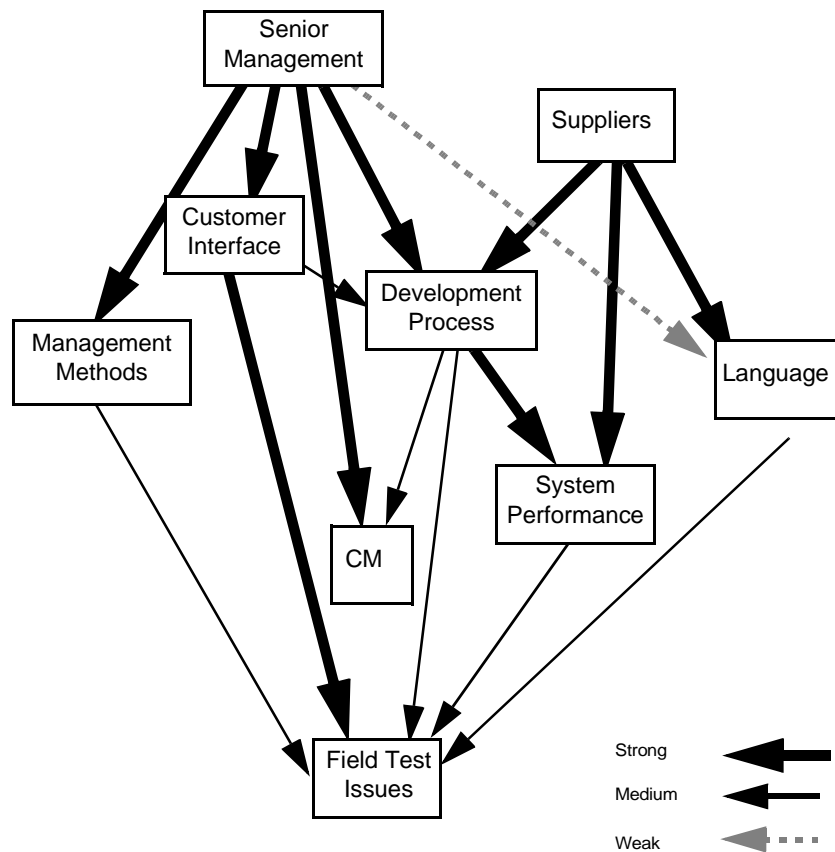 Senior
Management
Suppliers
Customer
Interface
Development
Process
Management
Methods
Language
System
Performance
CM
Field Test
Issues
Strong
Medium
Weak